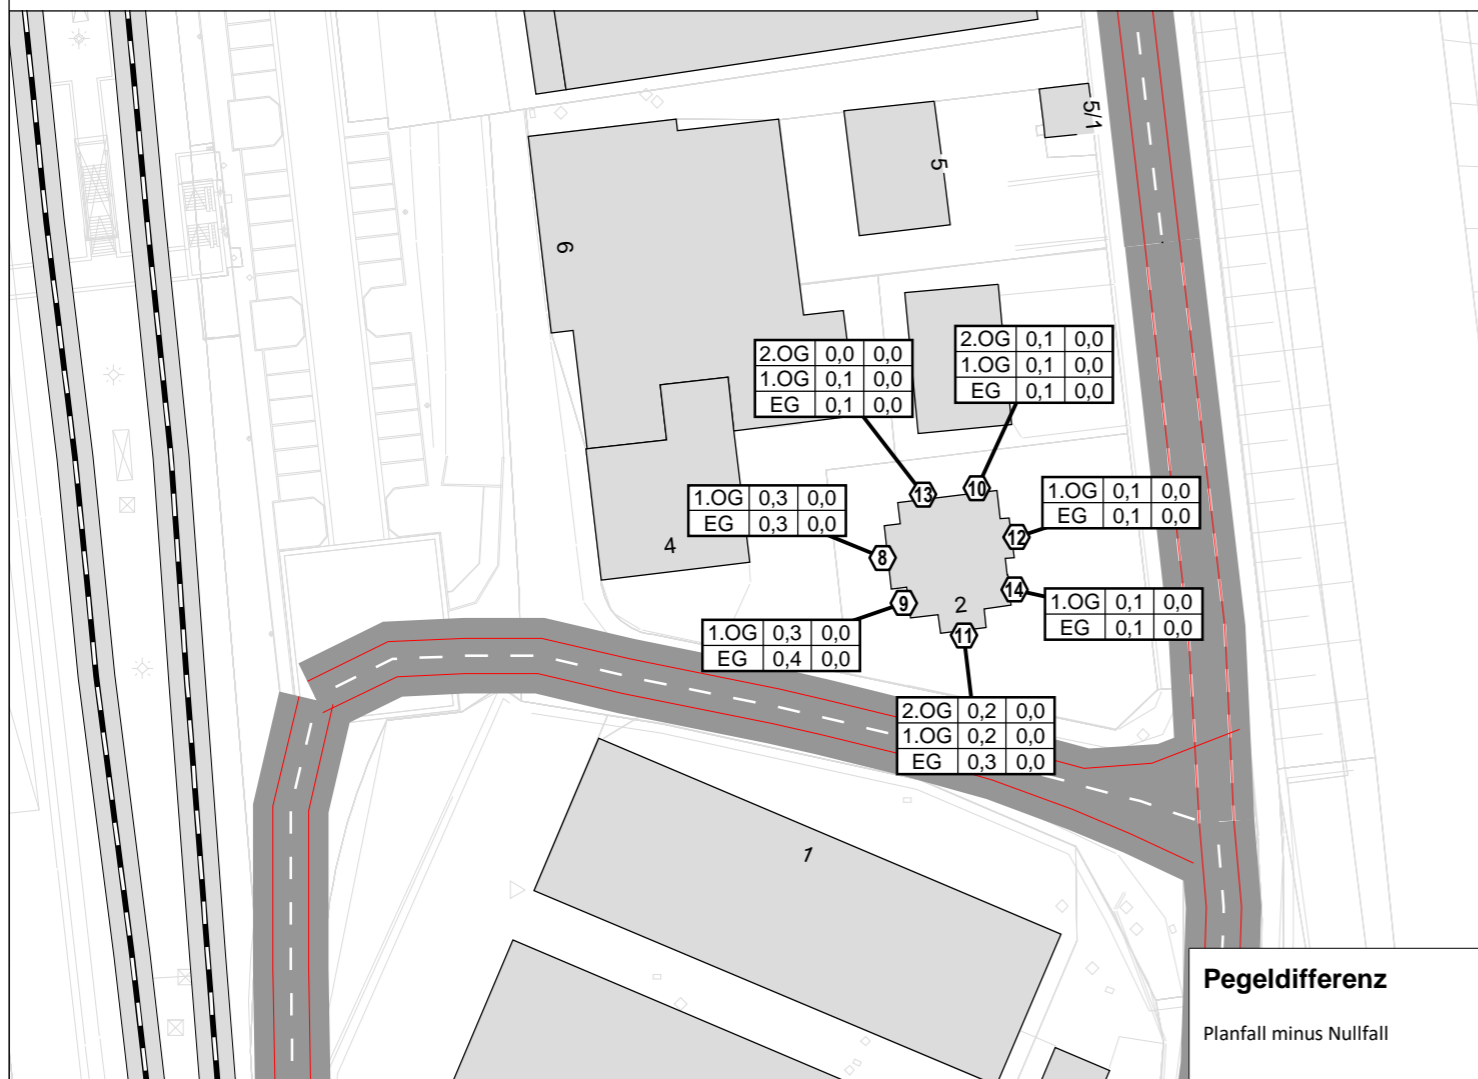 5/1
5
6
2.OG 0,1 0,0
1.OG 0,1 0,0
EG 0,1 0,0
2.OG 0,0 0,0
1.OG 0,1 0,0
EG 0,1 0,0
13
10
1.OG 0,3 0,0
EG 0,3 0,0
1.OG 0,1 0,0
EG 0,1 0,0
12
4
8
14
9
2
1.OG 0,1 0,0
EG 0,1 0,0
11
1.OG 0,3 0,0
EG 0,4 0,0
2.OG 0,2 0,0
1.OG 0,2 0,0
EG 0,3 0,0
1
Pegeldifferenz
Planfall minus Nullfall